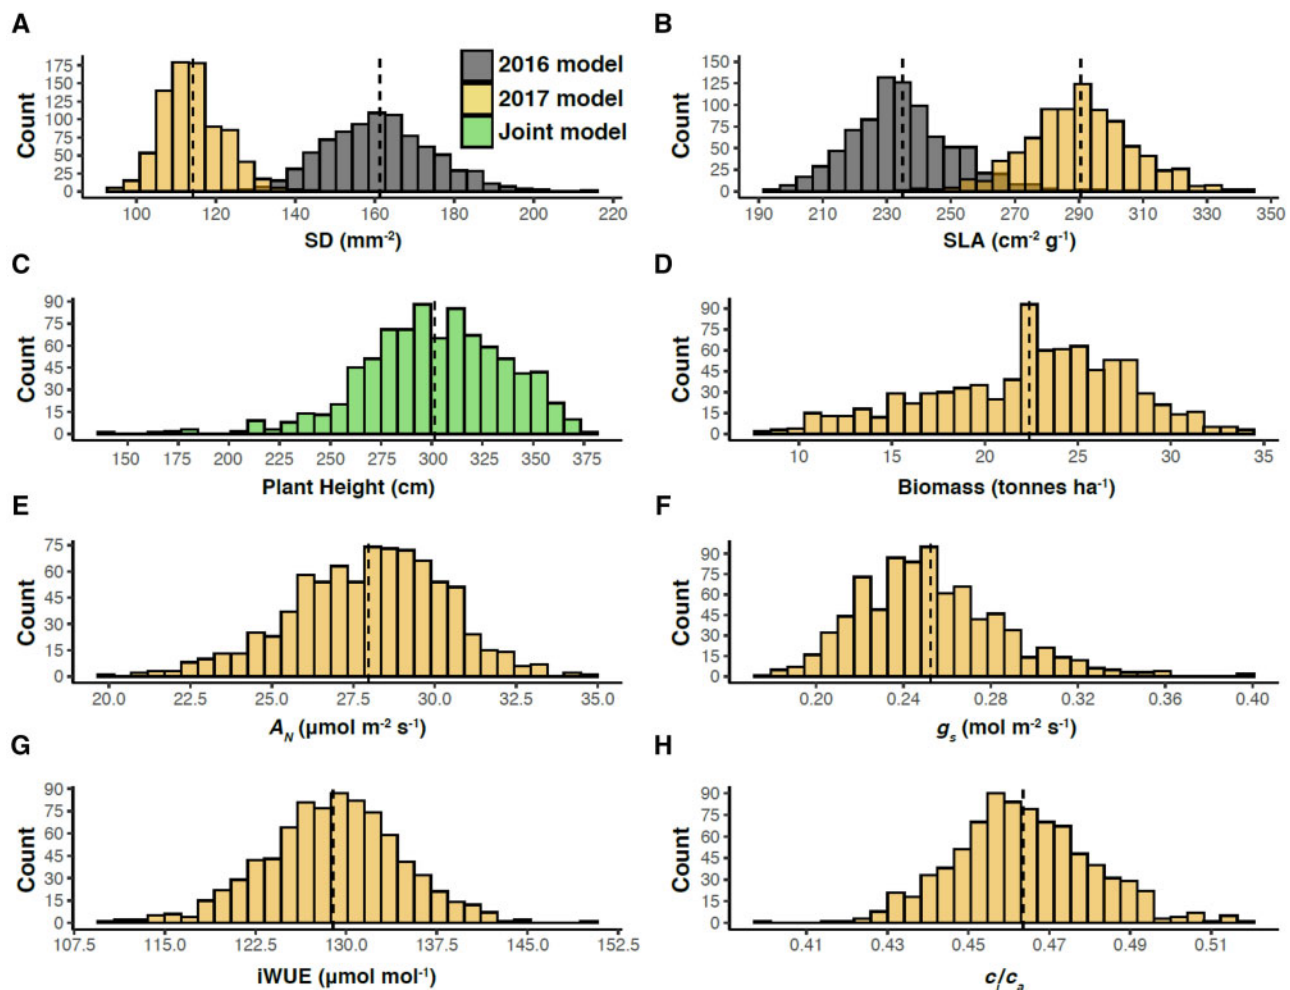 A
175
150
125
100
75
50
25
0
Count
100 120 140 160 180 200 220
SD (mm⁻²)
2016 model
2017 model
Joint model
B
150
125
100
75
50
25
0
Count
190 210 230 250 270 290 310 330 350
SLA (cm⁻² g⁻¹)
C
90
75
60
45
30
15
0
Count
150 175 200 225 250 275 300 325 350 375
Plant Height (cm)
D
90
75
60
45
30
15
0
Count
10 15 20 25 30 35
Biomass (tonnes ha⁻¹)
E
75
60
45
30
15
0
Count
20.0 22.5 25.0 27.5 30.0 32.5 35.0
A_N (µmol m⁻² s⁻¹)
F
90
75
60
45
30
15
0
Count
0.20 0.24 0.28 0.32 0.36 0.40
g_s (mol m⁻² s⁻¹)
G
90
75
60
45
30
15
0
Count
107.5 115.0 122.5 130.0 137.5 145.0 152.5
iWUE (µmol mol⁻¹)
H
90
75
60
45
30
15
0
Count
0.41 0.43 0.45 0.47 0.49 0.51
c_i/c_a